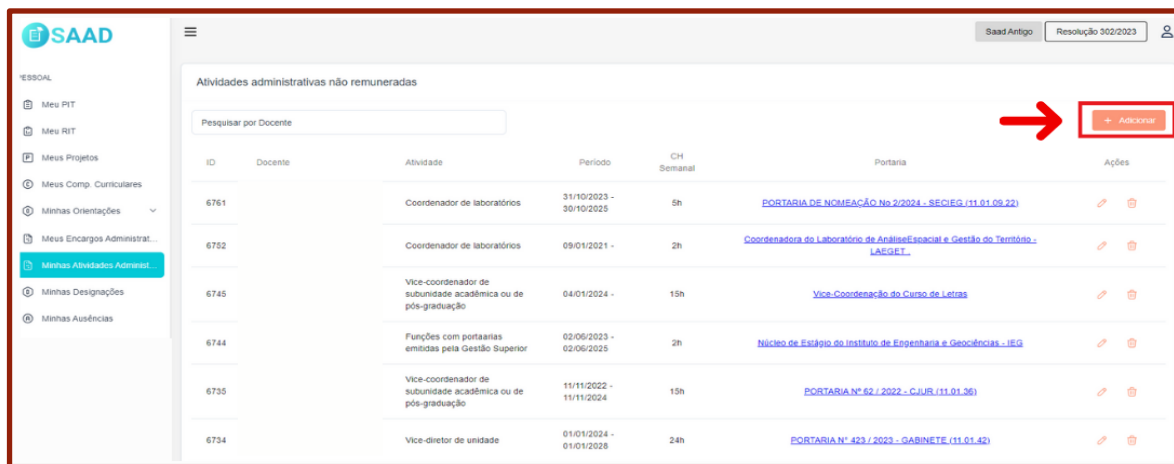 SAAD
Saad Antigo
Resolução 302/2023
PESSOAL
Meu PIT
Meu RIT
Meus Projetos
Meus Comp. Curriculares
Minhas Orientações
Meus Encargos Administrat...
Minhas Atividades Administ...
Minhas Designações
Minhas Ausências
Atividades administrativas não remuneradas
Pesquisar por Docente
+ Adicionar
ID Docente Atividade Período CH Semanal Portaria Ações
6761 Coordenador de laboratórios 31/10/2023 - 30/10/2025 5h PORTARIA DE NOMEAÇÃO No 2/2024 - SECIEG (11.01.09.22)
6752 Coordenador de laboratórios 09/01/2021 - 2h Coordenadora do Laboratório de AnáliseEspacial e Gestão do Território - LAEGET .
6745 Vice-coordenador de subunidade acadêmica ou de pós-graduação 04/01/2024 - 15h Vice-Coordenação do Curso de Letras
6744 Funções com portaarias emitidas pela Gestão Superior 02/06/2023 - 02/06/2025 2h Núcleo de Estágio do Instituto de Engenharia e Geociências - IEG
6735 Vice-coordenador de subunidade acadêmica ou de pós-graduação 11/11/2022 - 11/11/2024 15h PORTARIA Nº 62 / 2022 - CJUR (11.01.36)
6734 Vice-diretor de unidade 01/01/2024 - 01/01/2028 24h PORTARIA N° 423 / 2023 - GABINETE (11.01.42)